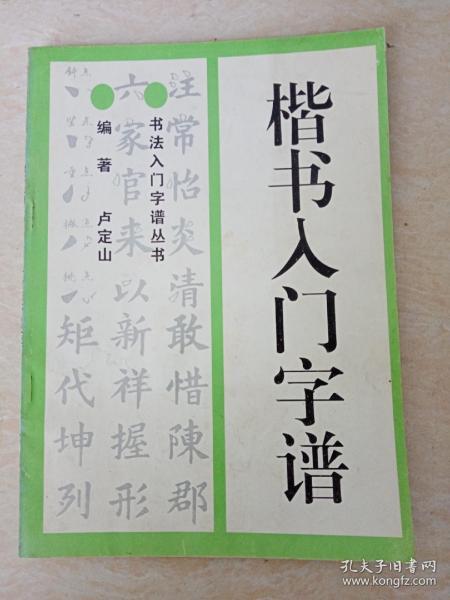 楷书入门字谱
书法入门字谱丛书
编著 卢定山
注常怡炎清敢惜陳郡
六家官来以新祥握形
矩代坤列
孔夫子旧书网
www.kongfz.com